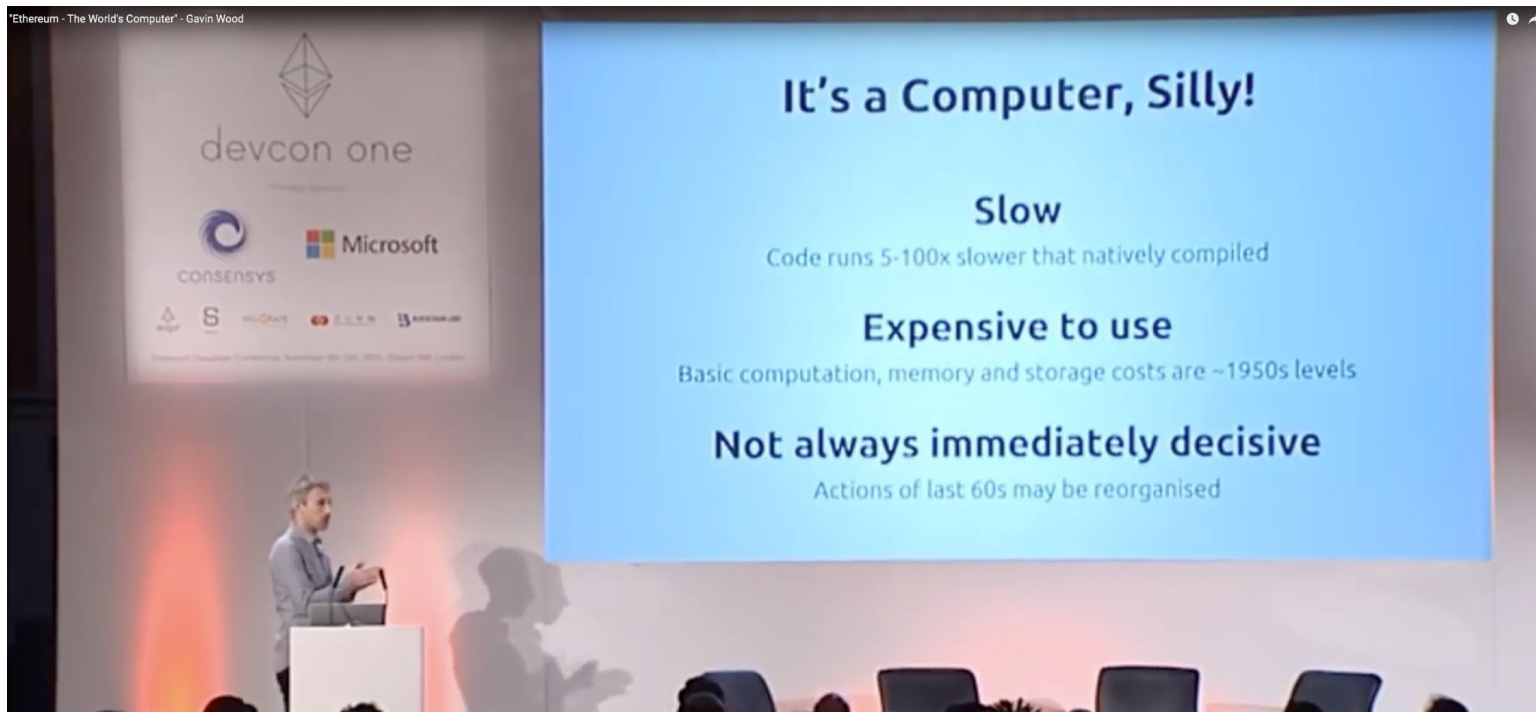 "Ethereum - The World's Computer" - Gavin Wood
devcon one
CONSENSYS
Microsoft
It's a Computer, Silly!
Slow
Code runs 5-100x slower that natively compiled
Expensive to use
Basic computation, memory and storage costs are ~1950s levels
Not always immediately decisive
Actions of last 60s may be reorganised